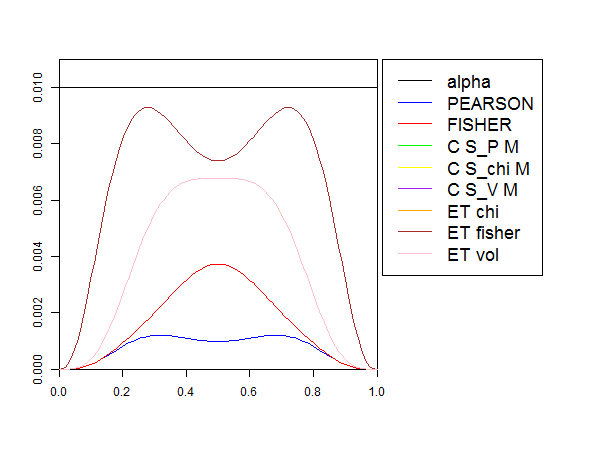 0.010
0.008
0.006
0.004
0.002
0.000
0.0 0.2 0.4 0.6 0.8 1.0
alpha
PEARSON
FISHER
C S_P M
C S_chi M
C S_V M
ET chi
ET fisher
ET vol